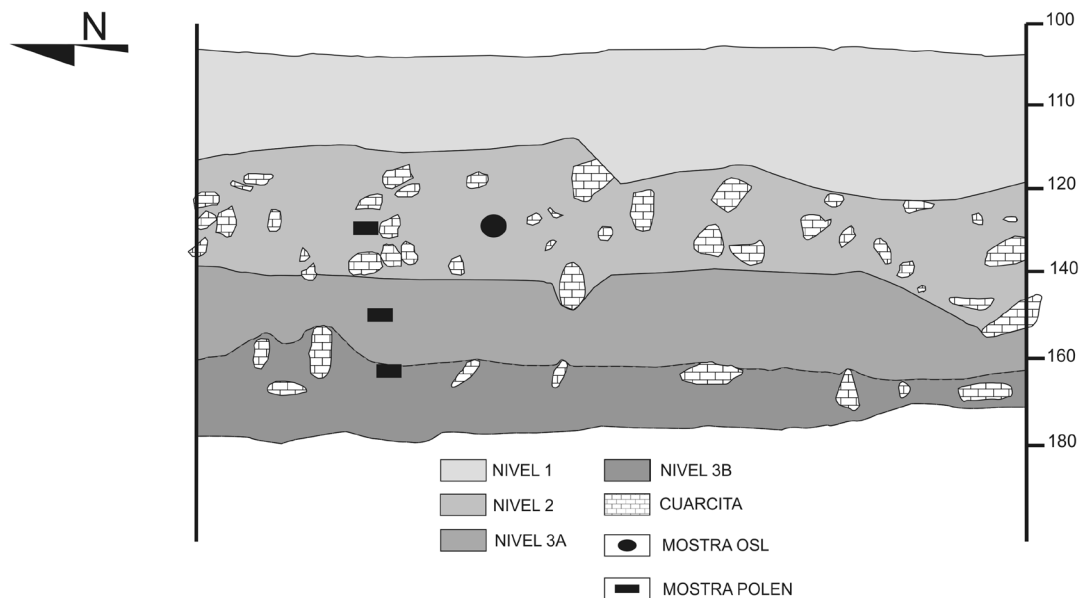 N
100
110
120
140
160
180
NIVEL 1
NIVEL 2
NIVEL 3A
NIVEL 3B
CUARCITA
MOSTRA OSL
MOSTRA POLEN